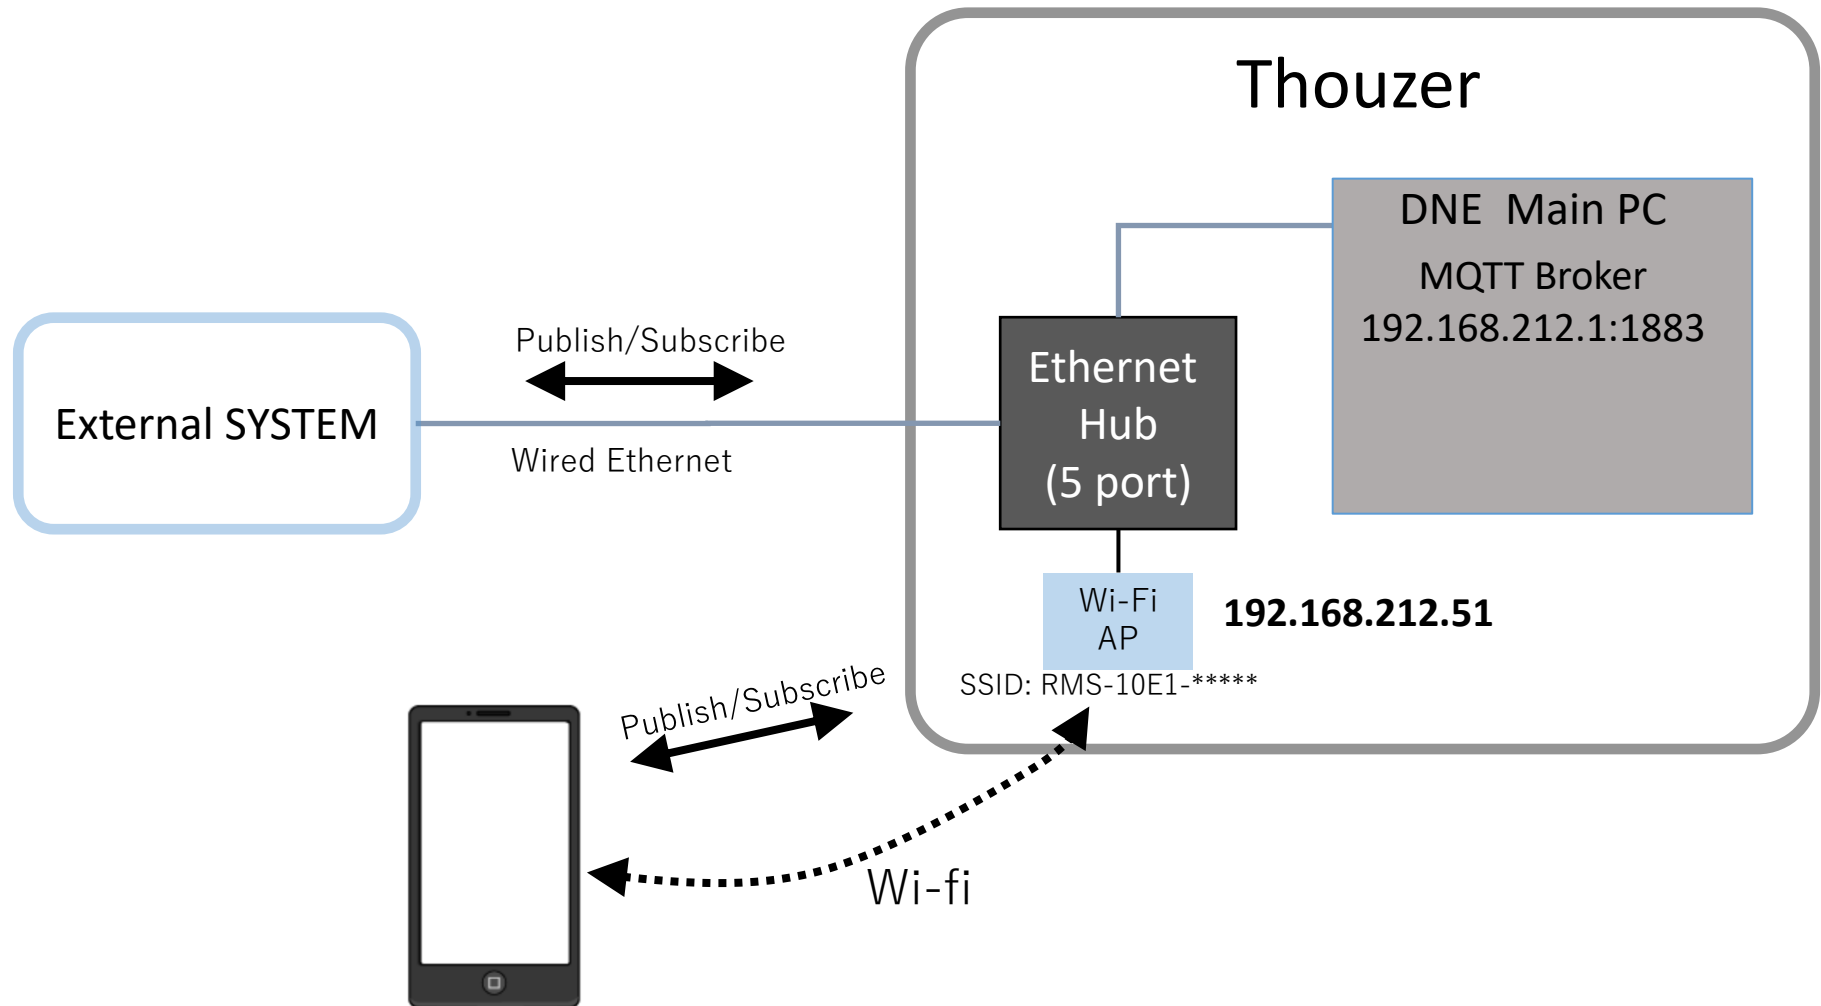 Thouzer
DNE Main PC
MQTT Broker
192.168.212.1:1883
Publish/Subscribe
External SYSTEM
Wired Ethernet
Ethernet
Hub
(5 port)
Wi-Fi
AP
192.168.212.51
SSID: RMS-10E1-*****
Publish/Subscribe
Wi-fi